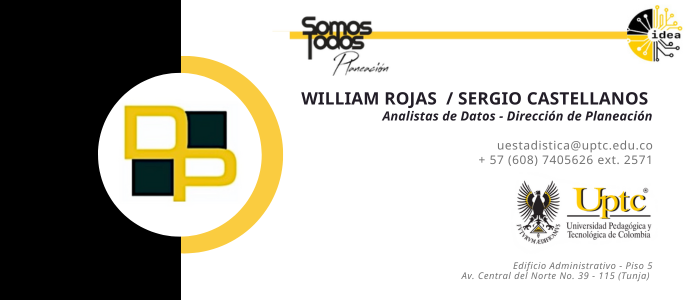 Somos
Todos
Planeación
idea
WILLIAM ROJAS / SERGIO CASTELLANOS
Analistas de Datos - Dirección de Planeación
uestadistica@uptc.edu.co
+ 57 (608) 7405626 ext. 2571
DP
Uptc®
Universidad Pedagógica y
Tecnológica de Colombia
Edificio Administrativo - Piso 5
Av. Central del Norte No. 39 - 115 (Tunja)